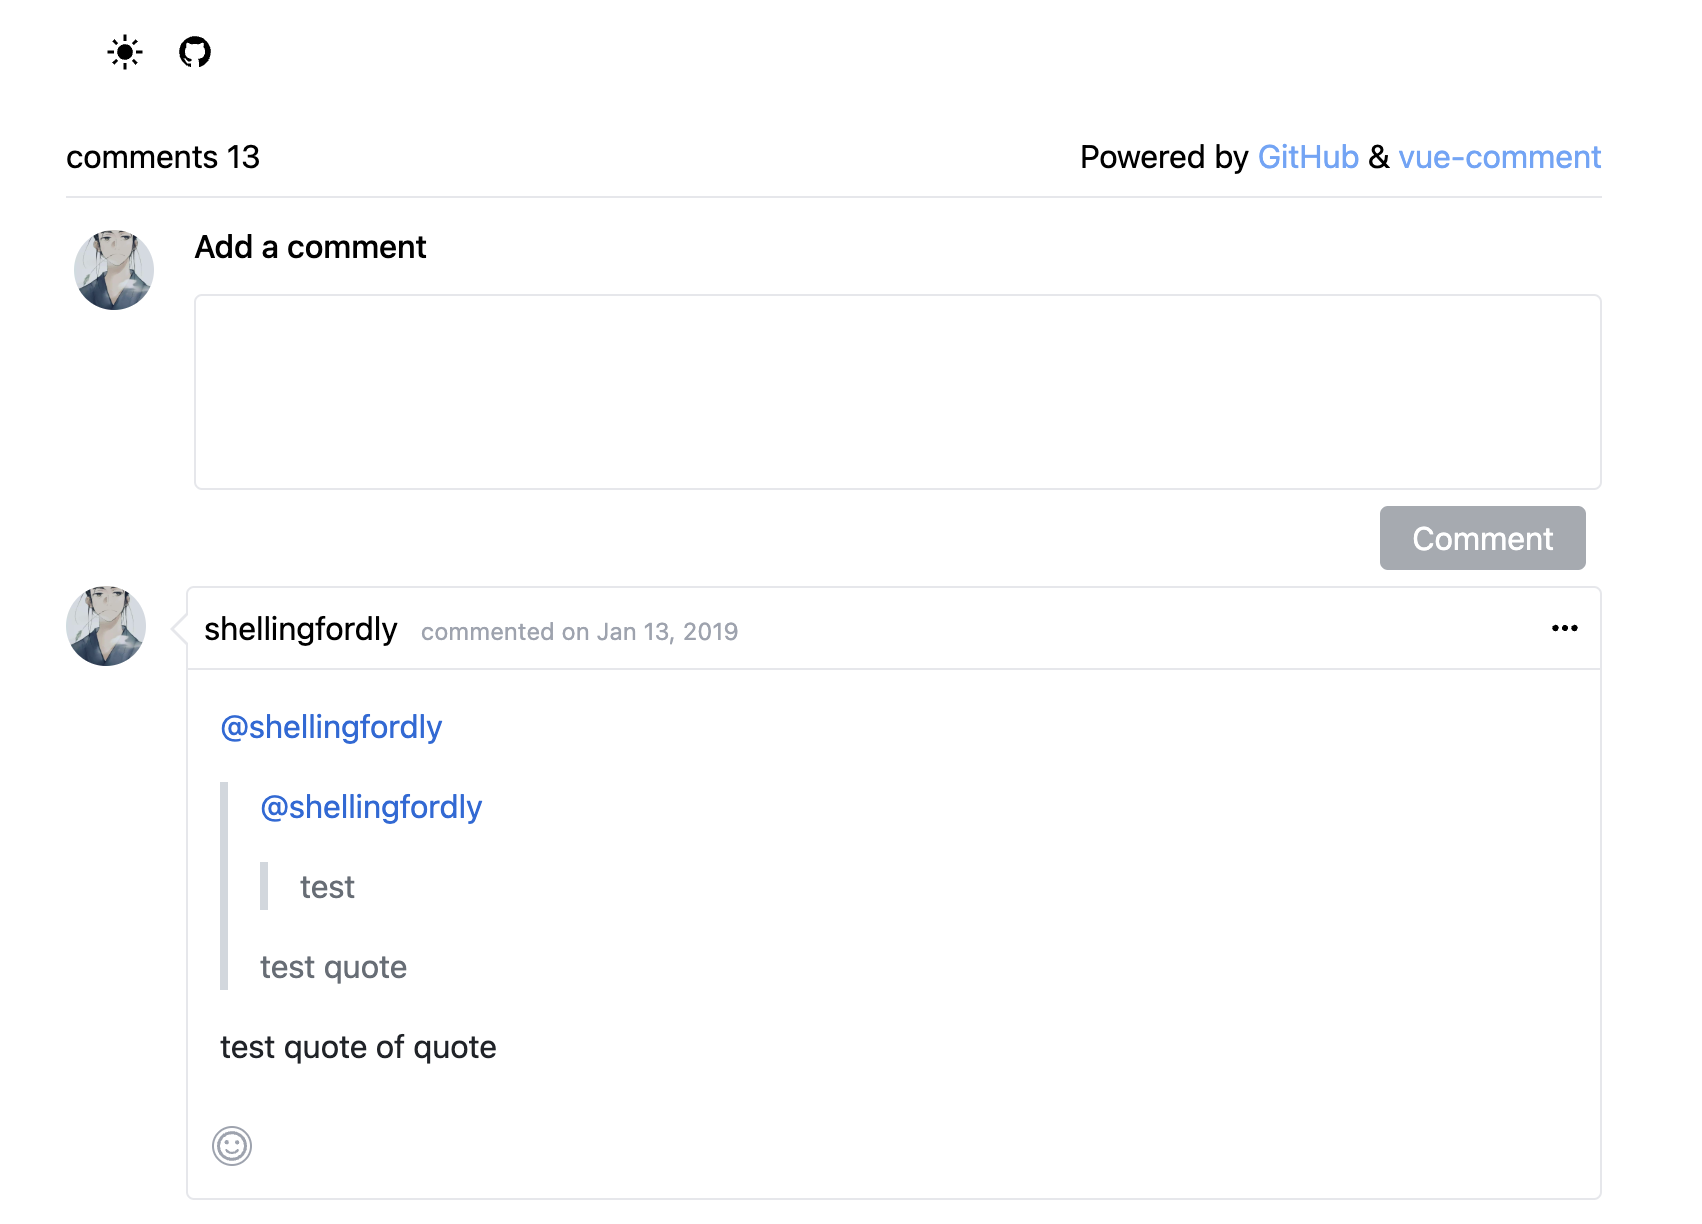 comments 13
Powered by GitHub & vue-comment
Add a comment
Comment
shellingfordly commented on Jan 13, 2019
@shellingfordly
@shellingfordly
test
test quote
test quote of quote